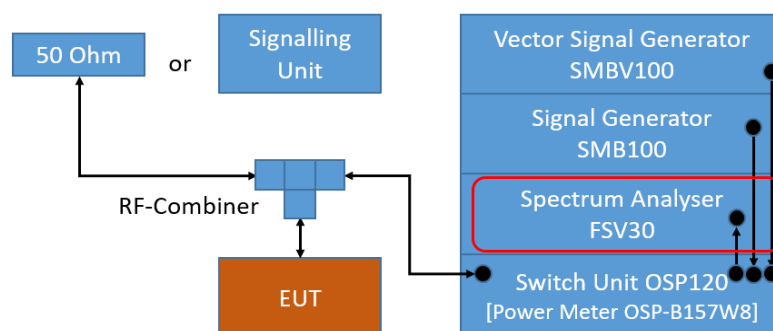 50 Ohm
or
Signalling
Unit
Vector Signal Generator
SMBV100
Signal Generator
SMB100
RF-Combiner
Spectrum Analyser
FSV30
EUT
Switch Unit OSP120
[Power Meter OSP-B157W8]